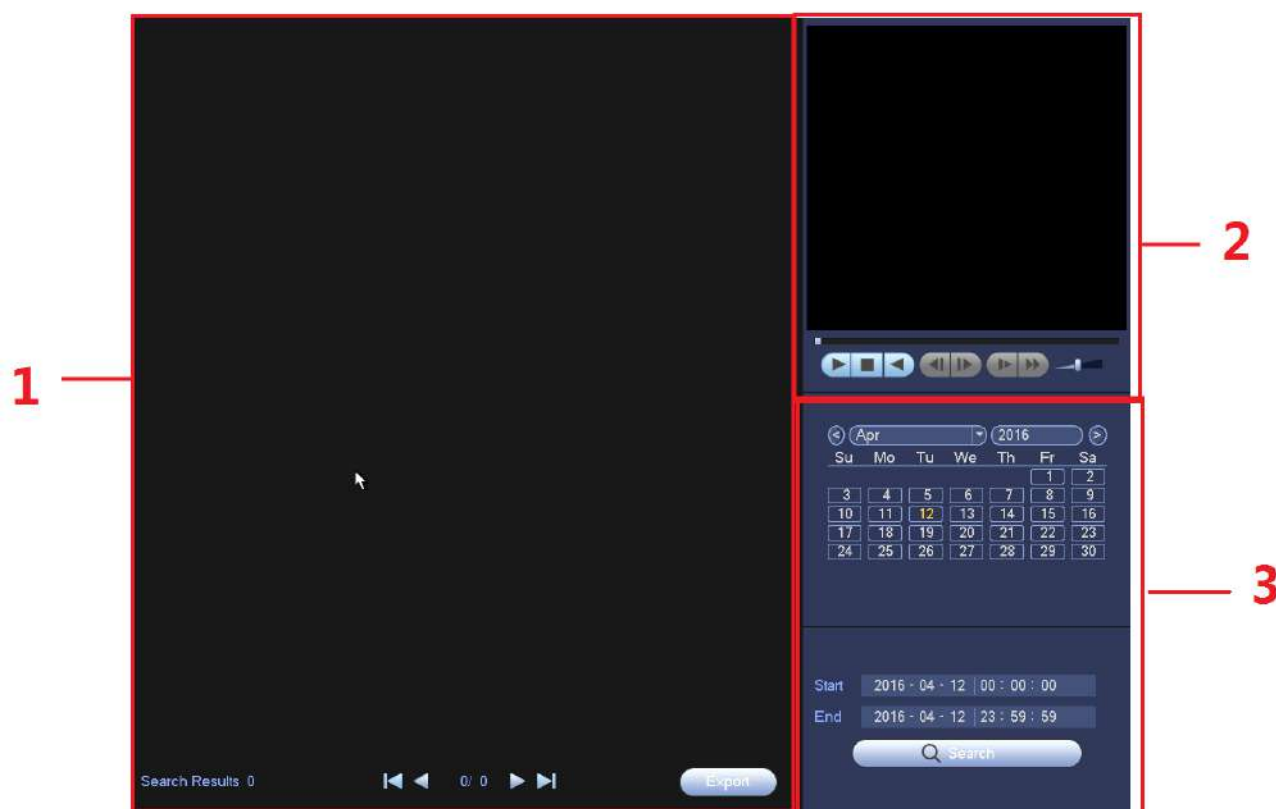 1
2
3
Apr 2016
Su Mo Tu We Th Fr Sa
1 2
3 4 5 6 7 8 9
10 11 12 13 14 15 16
17 18 19 20 21 22 23
24 25 26 27 28 29 30
Start 2016 - 04 - 12 00 : 00 : 00
End 2016 - 04 - 12 23 : 59 : 59
Search
Search Results 0
0/ 0
Export